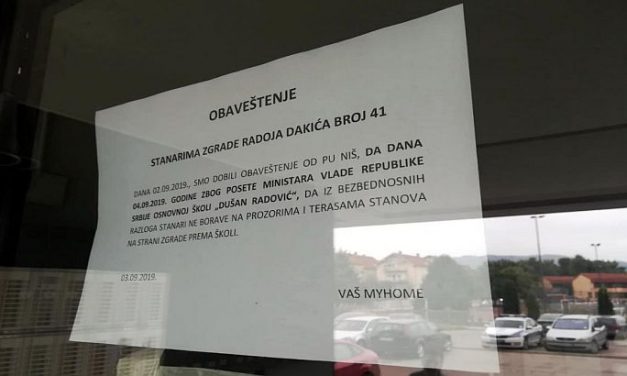 OBAVEŠTENJE
STANARIMA ZGRADE RADOJA DAKIĆA BROJ 41
DANA 02.09.2019., SMO DOBILI OBAVEŠTENJE OD PU NIŠ, DA DANA
04.09.2019. GODINE ZBOG POSETE MINISTARA VLADE REPUBLIKE
SRBIJE OSNOVNOJ ŠKOLI „DUŠAN RADOVIĆ“, DA IZ BEZBEDNOSNIH
RAZLOGA STANARI NE BORAVE NA PROZORIMA I TERASAMA STANOVA
NA STRANI ZGRADE PREMA ŠKOLI.
03.09.2019.
VAŠ MYHOME